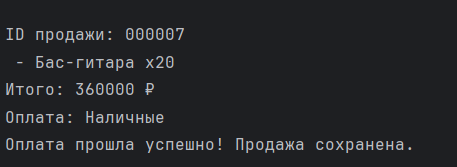 ID продажи: 000007
- Бас-гитара x20
Итого: 360000 ₽
Оплата: Наличные
Оплата прошла успешно! Продажа сохранена.